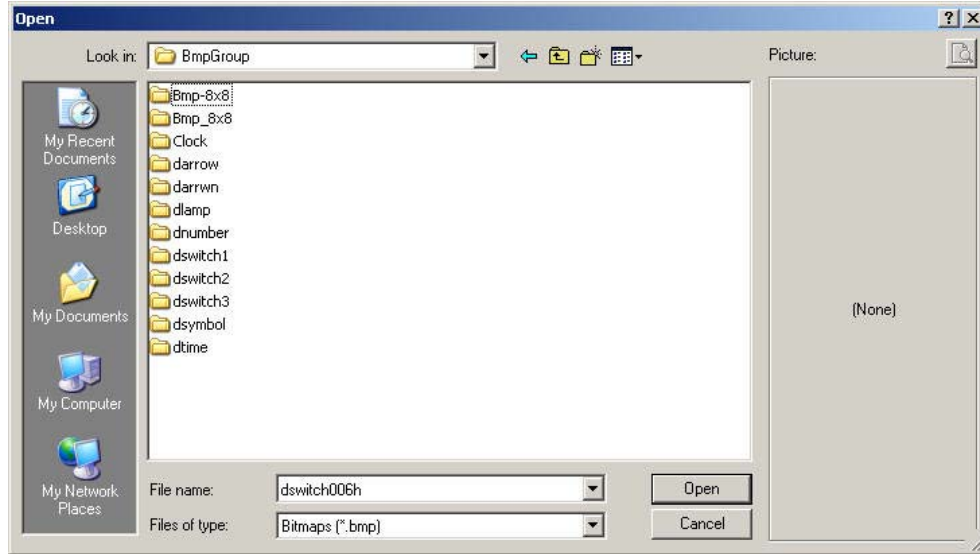 Open
Look in: BmpGroup
Picture:
My Recent
Documents
Desktop
My Documents
My Computer
My Network
Places
Bmp-8x8
Bmp_8x8
Clock
darrow
darrwn
dlamp
dnumber
dswitch1
dswitch2
dswitch3
dsymbol
dtime
(None)
File name: dswitch006h
Open
Files of type: Bitmaps (*.bmp)
Cancel